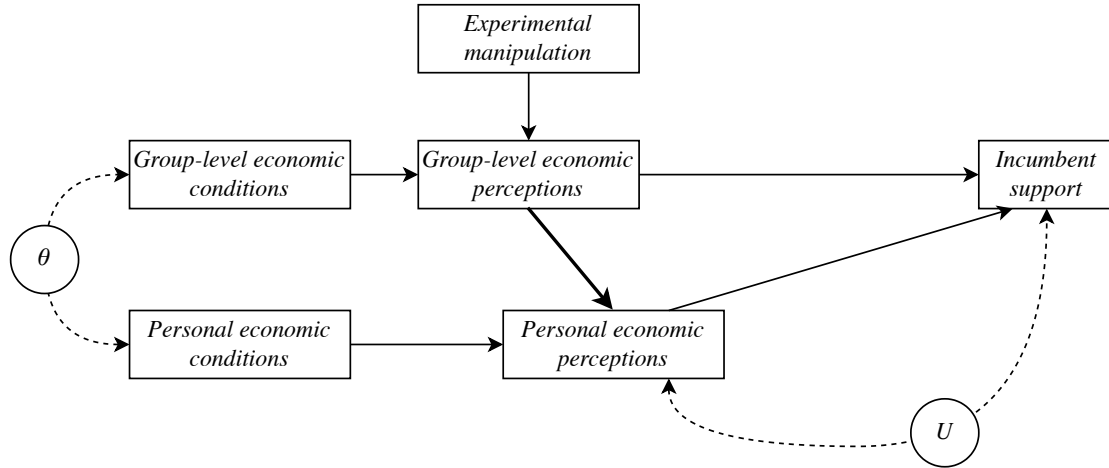 Experimental
manipulation
Group-level economic
conditions
Group-level economic
perceptions
Incumbent
support
θ
Personal economic
conditions
Personal economic
perceptions
U